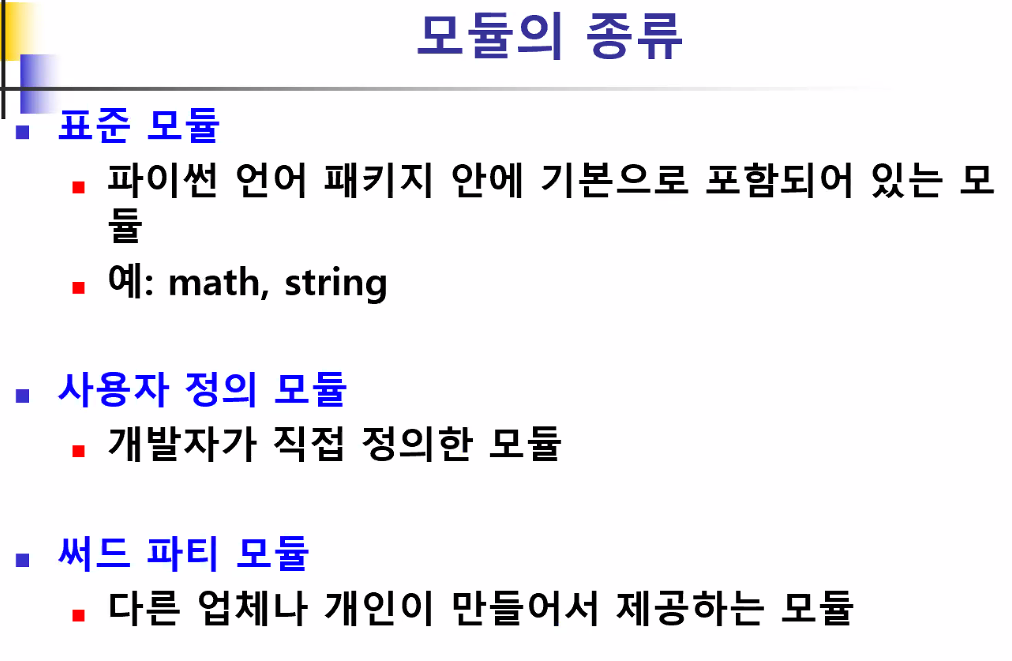 모듈의 종류
표준 모듈
파이썬 언어 패키지 안에 기본으로 포함되어 있는 모
듈
예: math, string
사용자 정의 모듈
개발자가 직접 정의한 모듈
써드 파티 모듈
다른 업체나 개인이 만들어서 제공하는 모듈